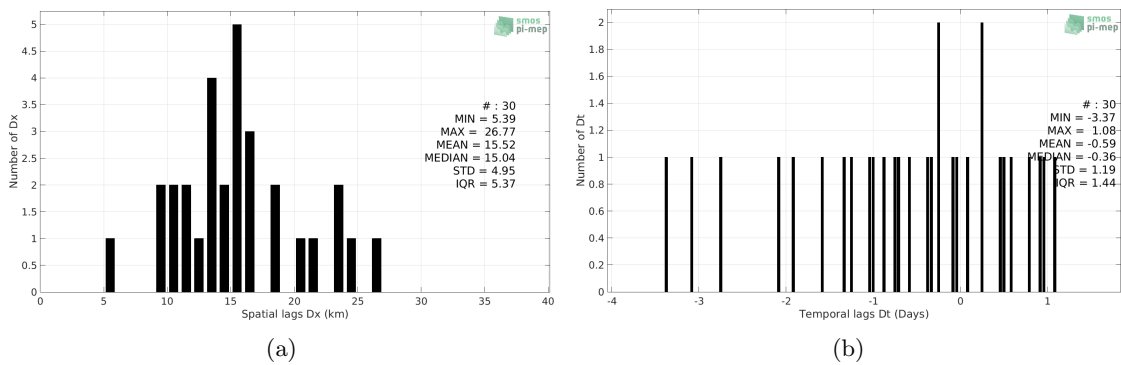 smos
pi-mep
5
4.5
4
3.5
3
2.5
2
1.5
1
0.5
0
Number of Dx
# : 30
MIN = 5.39
MAX = 26.77
MEAN = 15.52
MEDIAN = 15.04
STD = 4.95
IQR = 5.37
0 5 10 15 20 25 30 35 40
Spatial lags Dx (km)
(a)
smos
pi-mep
2
1.8
1.6
1.4
1.2
1
0.8
0.6
0.4
0.2
0
Number of Dt
# : 30
MIN = -3.37
MAX = 1.08
MEAN = -0.59
MEDIAN = -0.36
STD = 1.19
IQR = 1.44
-4 -3 -2 -1 0 1
Temporal lags Dt (Days)
(b)